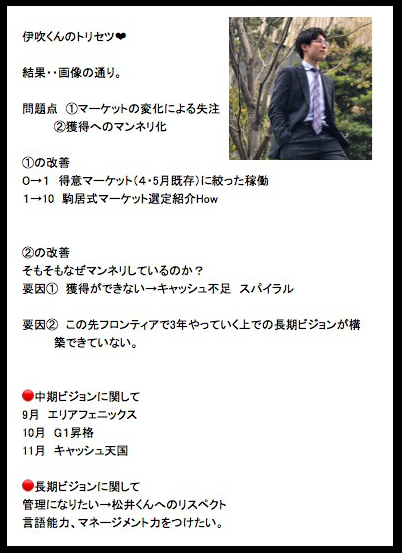 伊吹くんのトリセツ❤
結果・・画像の通り。
問題点　①マーケットの変化による失注
②獲得へのマンネリ化
①の改善
0→1　得意マーケット（４・５月既存）に絞った稼働
1→10　駒居式マーケット選定紹介How
②の改善
そもそもなぜマンネリしているのか？
要因①　獲得ができない→キャッシュ不足　スパイラル
要因②　この先フロンティアで3年やっていく上での長期ビジョンが構
築できていない。
🔴中期ビジョンに関して
9月　エリアフェニックス
10月　Ｇ１昇格
11月　キャッシュ天国
🔴長期ビジョンに関して
管理になりたい→松井くんへのリスペクト
言語能力、マネージメント力をつけたい。